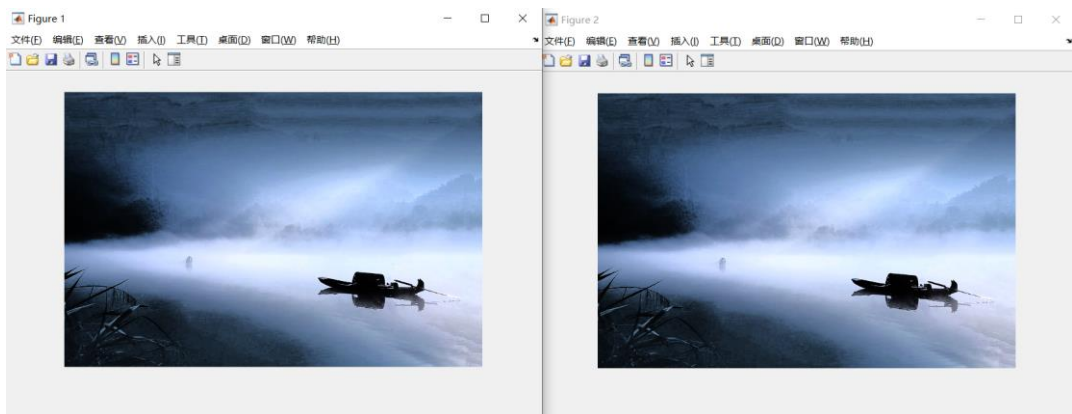 Figure 1
文件(F) 编辑(E) 查看(V) 插入(I) 工具(T) 桌面(D) 窗口(W) 帮助(H)
Figure 2
文件(F) 编辑(E) 查看(V) 插入(I) 工具(T) 桌面(D) 窗口(W) 帮助(H)